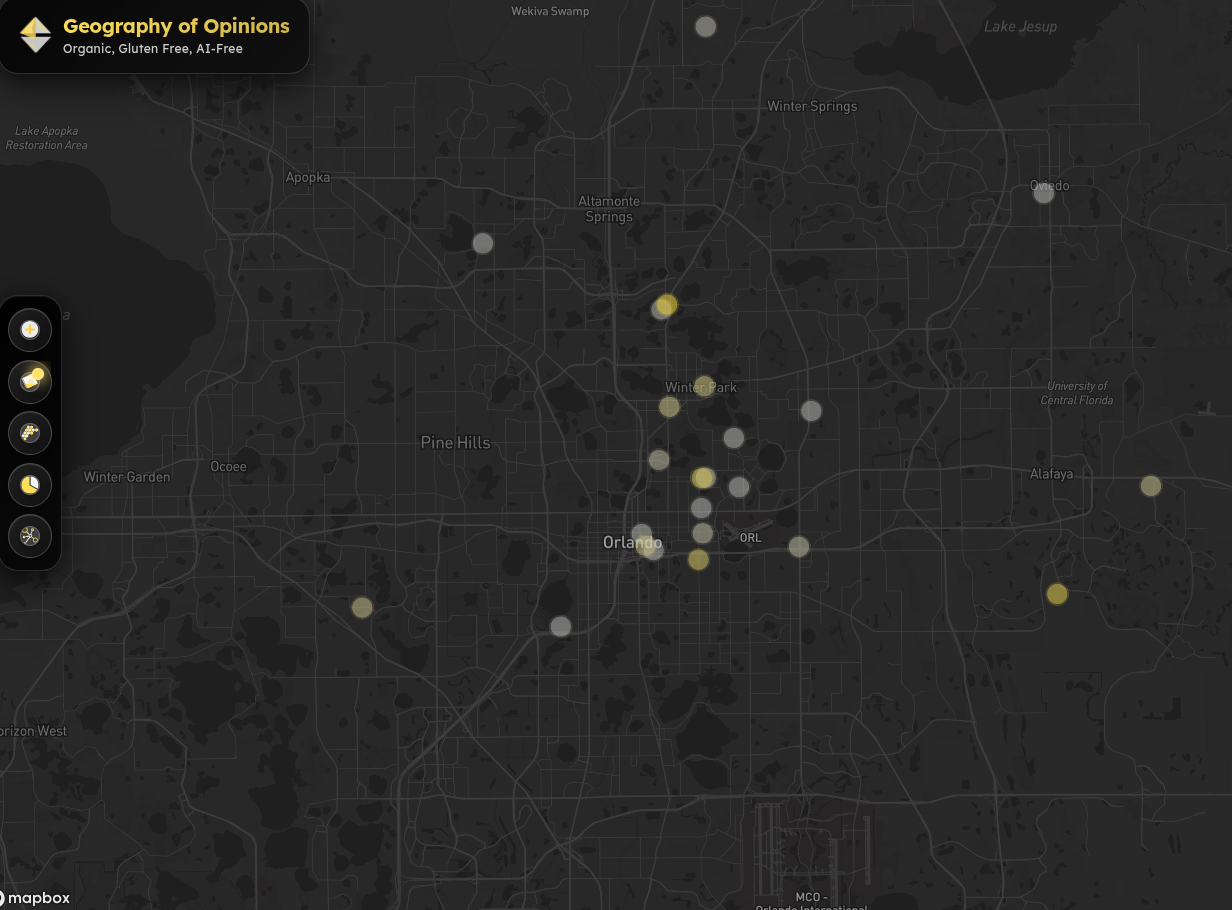 Geography of Opinions
Organic, Gluten Free, AI-Free
Wekiva Swamp
Lake Jesup
Winter Springs
Lake Apopka
Restoration Area
Apopka
Oviedo
Altamonte
Springs
a
Winter Park
University of
Central Florida
Pine Hills
Ocoee
Winter Garden
Alafaya
Orlando
ORL
orizon West
mapbox
MCO -
Orlando International